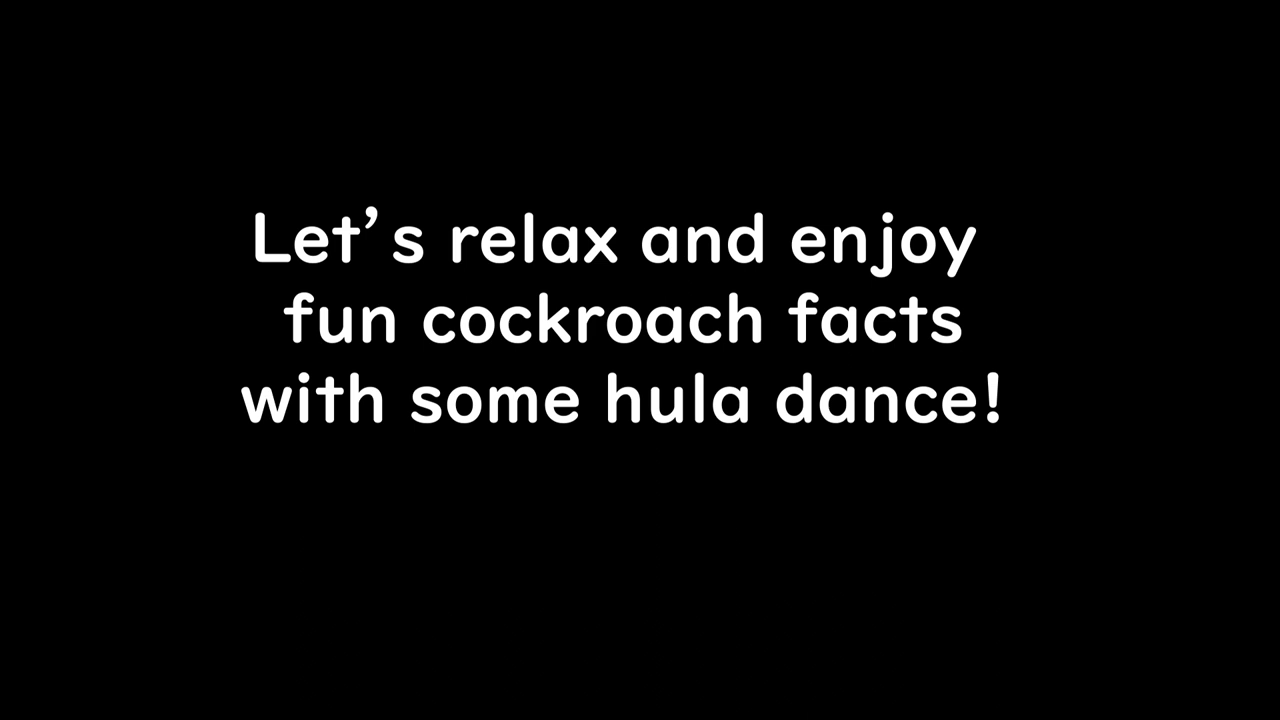 Let’s relax and enjoy
fun cockroach facts
with some hula dance!